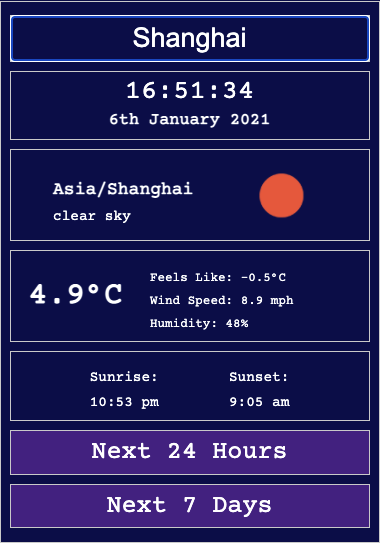 Shanghai
16:51:34
6th January 2021
Asia/Shanghai
clear sky
4.9°C
Feels Like: -0.5°C
Wind Speed: 8.9 mph
Humidity: 48%
Sunrise: Sunset:
10:53 pm 9:05 am
Next 24 Hours
Next 7 Days